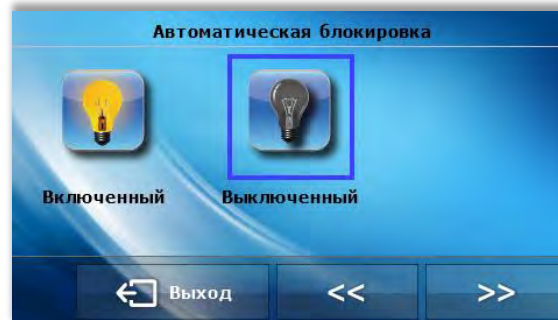 Автоматическая блокировка
Включенный Выключенный
Выход << >>